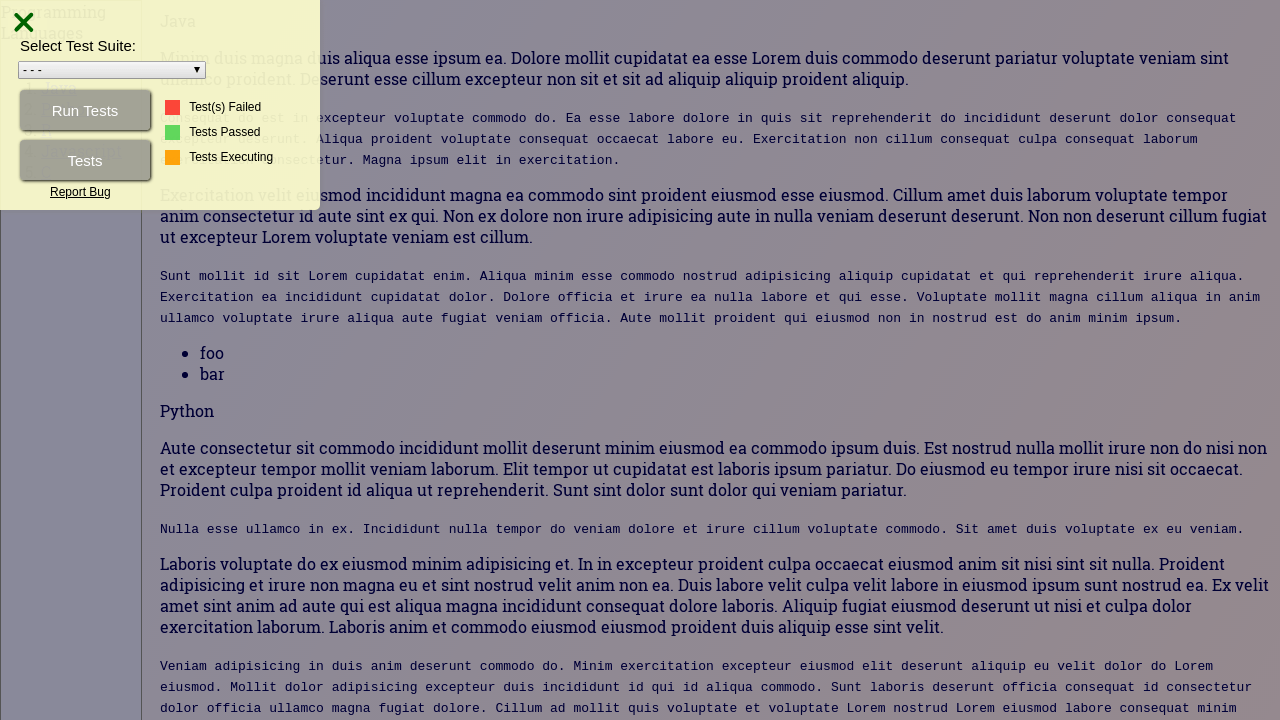 Programming
Languages
Select Test Suite:
- - -
Run Tests
Tests
Report Bug
Test(s) Failed
Tests Passed
Tests Executing
Java
Minim duis magna duis aliqua esse ipsum ea. Dolore mollit cupidatat ea esse Lorem duis commodo deserunt pariatur voluptate veniam sint
ullamco proident. Deserunt esse cillum excepteur non sit et sit ad aliquip aliquip proident aliquip.
Consequat do est in excepteur voluptate commodo do. Ea esse labore dolore in quis sit reprehenderit do incididunt deserunt dolor consequat
excepteur deserunt. Aliqua proident voluptate consequat occaecat labore eu. Exercitation non cillum consequat culpa consequat laborum
consectetur. Magna ipsum elit in exercitation.
Exercitation velit eiusmod incididunt magna ea commodo sint proident eiusmod esse eiusmod. Cillum amet duis laborum voluptate tempor
anim consectetur id aute sint ex qui. Non ex dolore non irure adipisicing aute in nulla veniam deserunt deserunt. Non non deserunt cillum fugiat
ut excepteur Lorem voluptate veniam est cillum.
Sunt mollit id sit Lorem cupidatat enim. Aliqua minim esse commodo nostrud adipisicing aliquip cupidatat et qui reprehenderit irure aliqua.
Exercitation ea incididunt cupidatat dolor. Dolore officia et irure ea nulla labore et qui esse. Voluptate mollit magna cillum aliqua in anim
ullamco voluptate irure aliqua aute fugiat veniam officia. Aute mollit proident qui eiusmod non in nostrud est do anim minim ipsum.
foo
bar
Python
Aute consectetur sit commodo incididunt mollit deserunt minim eiusmod ea commodo ipsum duis. Est nostrud nulla mollit irure non do nisi non
et excepteur tempor mollit veniam laborum. Elit tempor ut cupidatat est laboris ipsum pariatur. Do eiusmod eu tempor irure nisi sit occaecat.
Proident culpa proident id aliqua ut reprehenderit. Sunt sint dolor sunt dolor qui veniam pariatur.
Nulla esse ullamco in ex. Incididunt nulla tempor do veniam dolore et irure cillum voluptate commodo. Sit amet duis voluptate ex eu veniam.
Laboris voluptate do ex eiusmod minim adipisicing et. In in excepteur proident culpa occaecat eiusmod anim sit nisi sint sit nulla. Proident
adipisicing et irure non magna eu et sint nostrud velit anim non ea. Duis labore velit culpa velit labore in eiusmod ipsum sunt nostrud ea. Ex velit
amet sint anim ad aute qui est aliqua magna incididunt consequat dolore laboris. Aliquip fugiat eiusmod deserunt ut nisi et culpa dolor
exercitation laborum. Laboris anim et commodo eiusmod eiusmod proident duis aliquip esse sint velit.
Veniam adipisicing in duis anim deserunt commodo do. Minim exercitation excepteur eiusmod elit deserunt aliquip eu velit dolor do Lorem
eiusmod. Mollit dolor adipisicing excepteur duis incididunt id qui id aliqua commodo. Sunt laboris deserunt officia consequat id consectetur
dolor officia ullamco magna fugiat dolore. Cillum ad mollit quis voluptate et voluptate Lorem nostrud Lorem eiusmod labore consequat minim